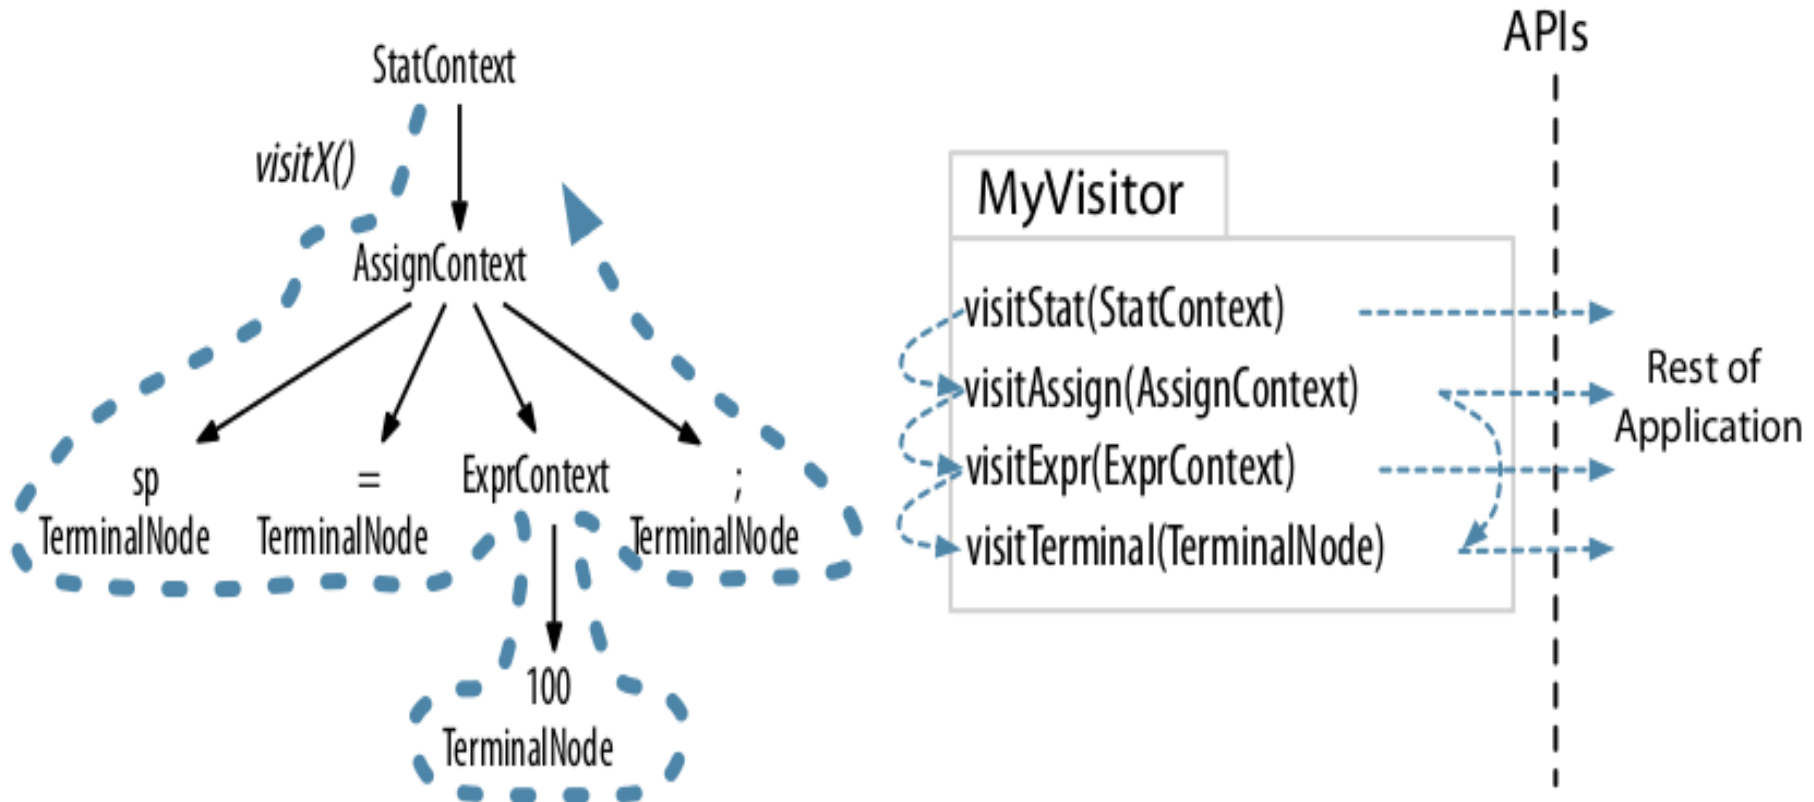 APIs
StatContext
visitX()
MyVisitor
AssignContext
visitStat(StatContext)
visitAssign(AssignContext)
visitExpr(ExprContext)
visitTerminal(TerminalNode)
Rest of
Application
sp
=
ExprContext
;
TerminalNode
TerminalNode
TerminalNode
100
TerminalNode